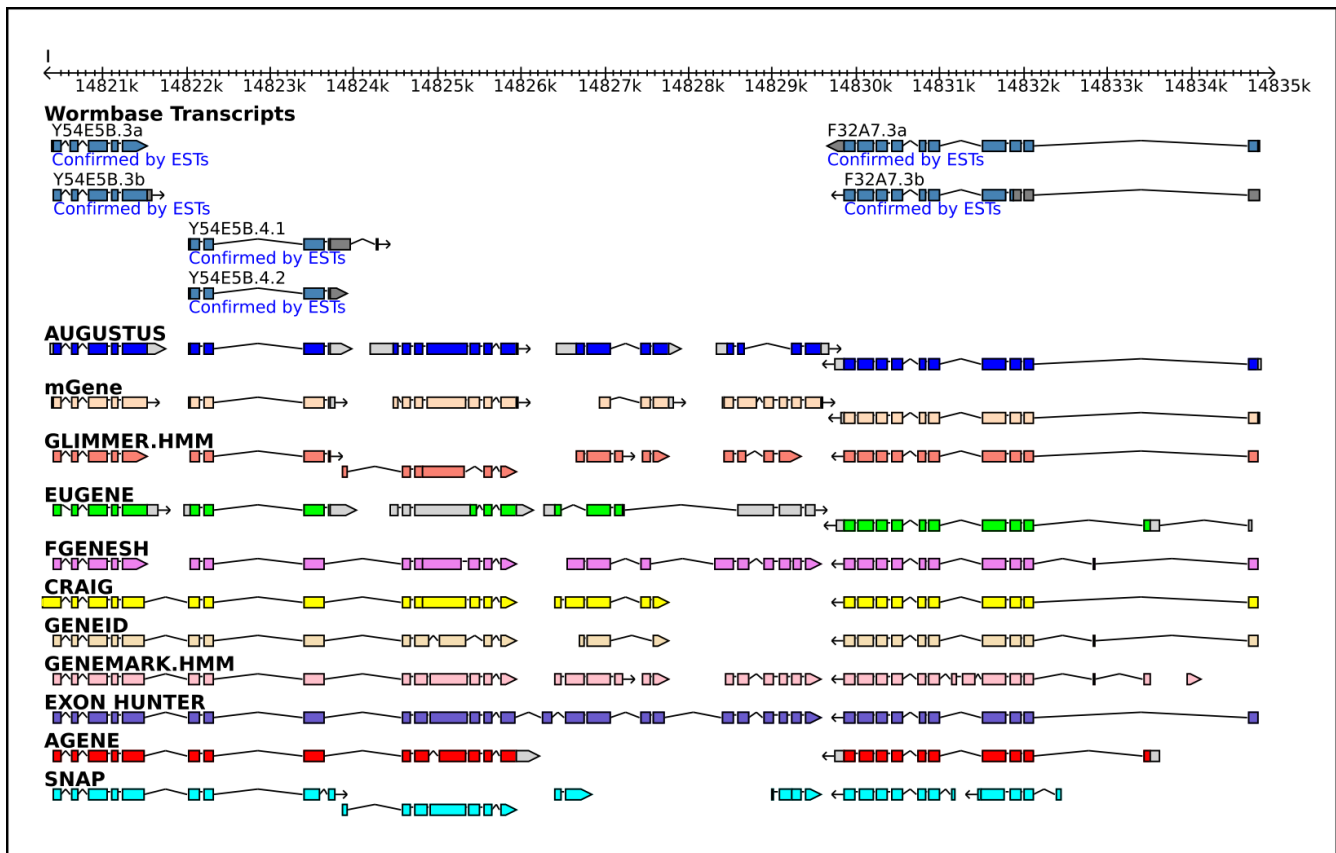 I
14821k 14822k 14823k 14824k 14825k 14826k 14827k 14828k 14829k 14830k 14831k 14832k 14833k 14834k 14835k
Wormbase Transcripts
Y54E5B.3a F32A7.3a
Confirmed by ESTs Confirmed by ESTs
Y54E5B.3b F32A7.3b
Confirmed by ESTs Confirmed by ESTs
Y54E5B.4.1
Confirmed by ESTs
Y54E5B.4.2
Confirmed by ESTs
AUGUSTUS
mGene
GLIMMER.HMM
EUGENE
FGENESH
CRAIG
GENEID
GENEMARK.HMM
EXON HUNTER
AGENE
SNAP